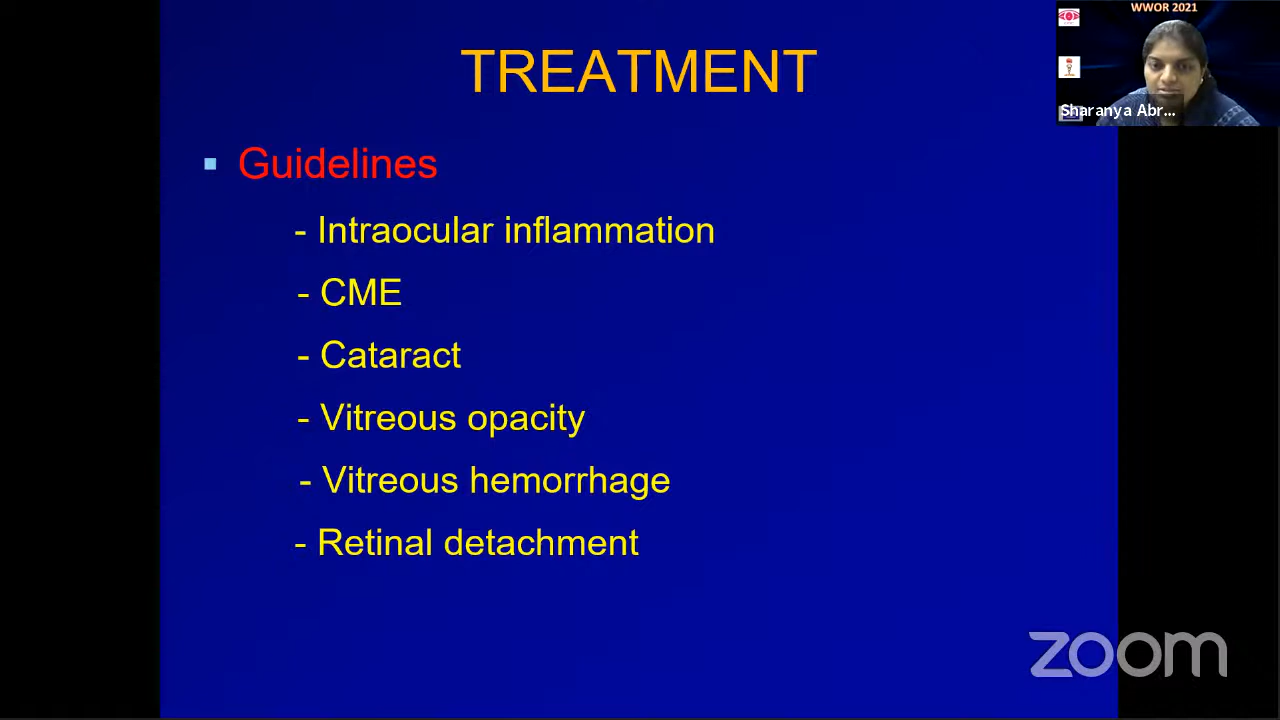 WWOR 2021
Sharanya Abr...
TREATMENT
Guidelines
- Intraocular inflammation
- CME
- Cataract
- Vitreous opacity
- Vitreous hemorrhage
- Retinal detachment
zoom